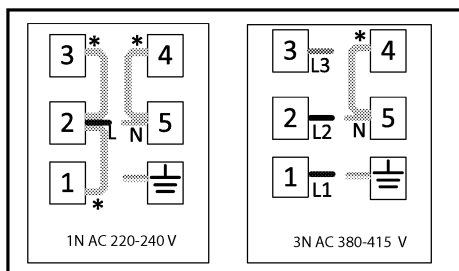 3 * * 4
2 L N 5
1 *
1N AC 220-240 V
3 L3 * 4
2 L2 N 5
1 L1
3N AC 380-415 V